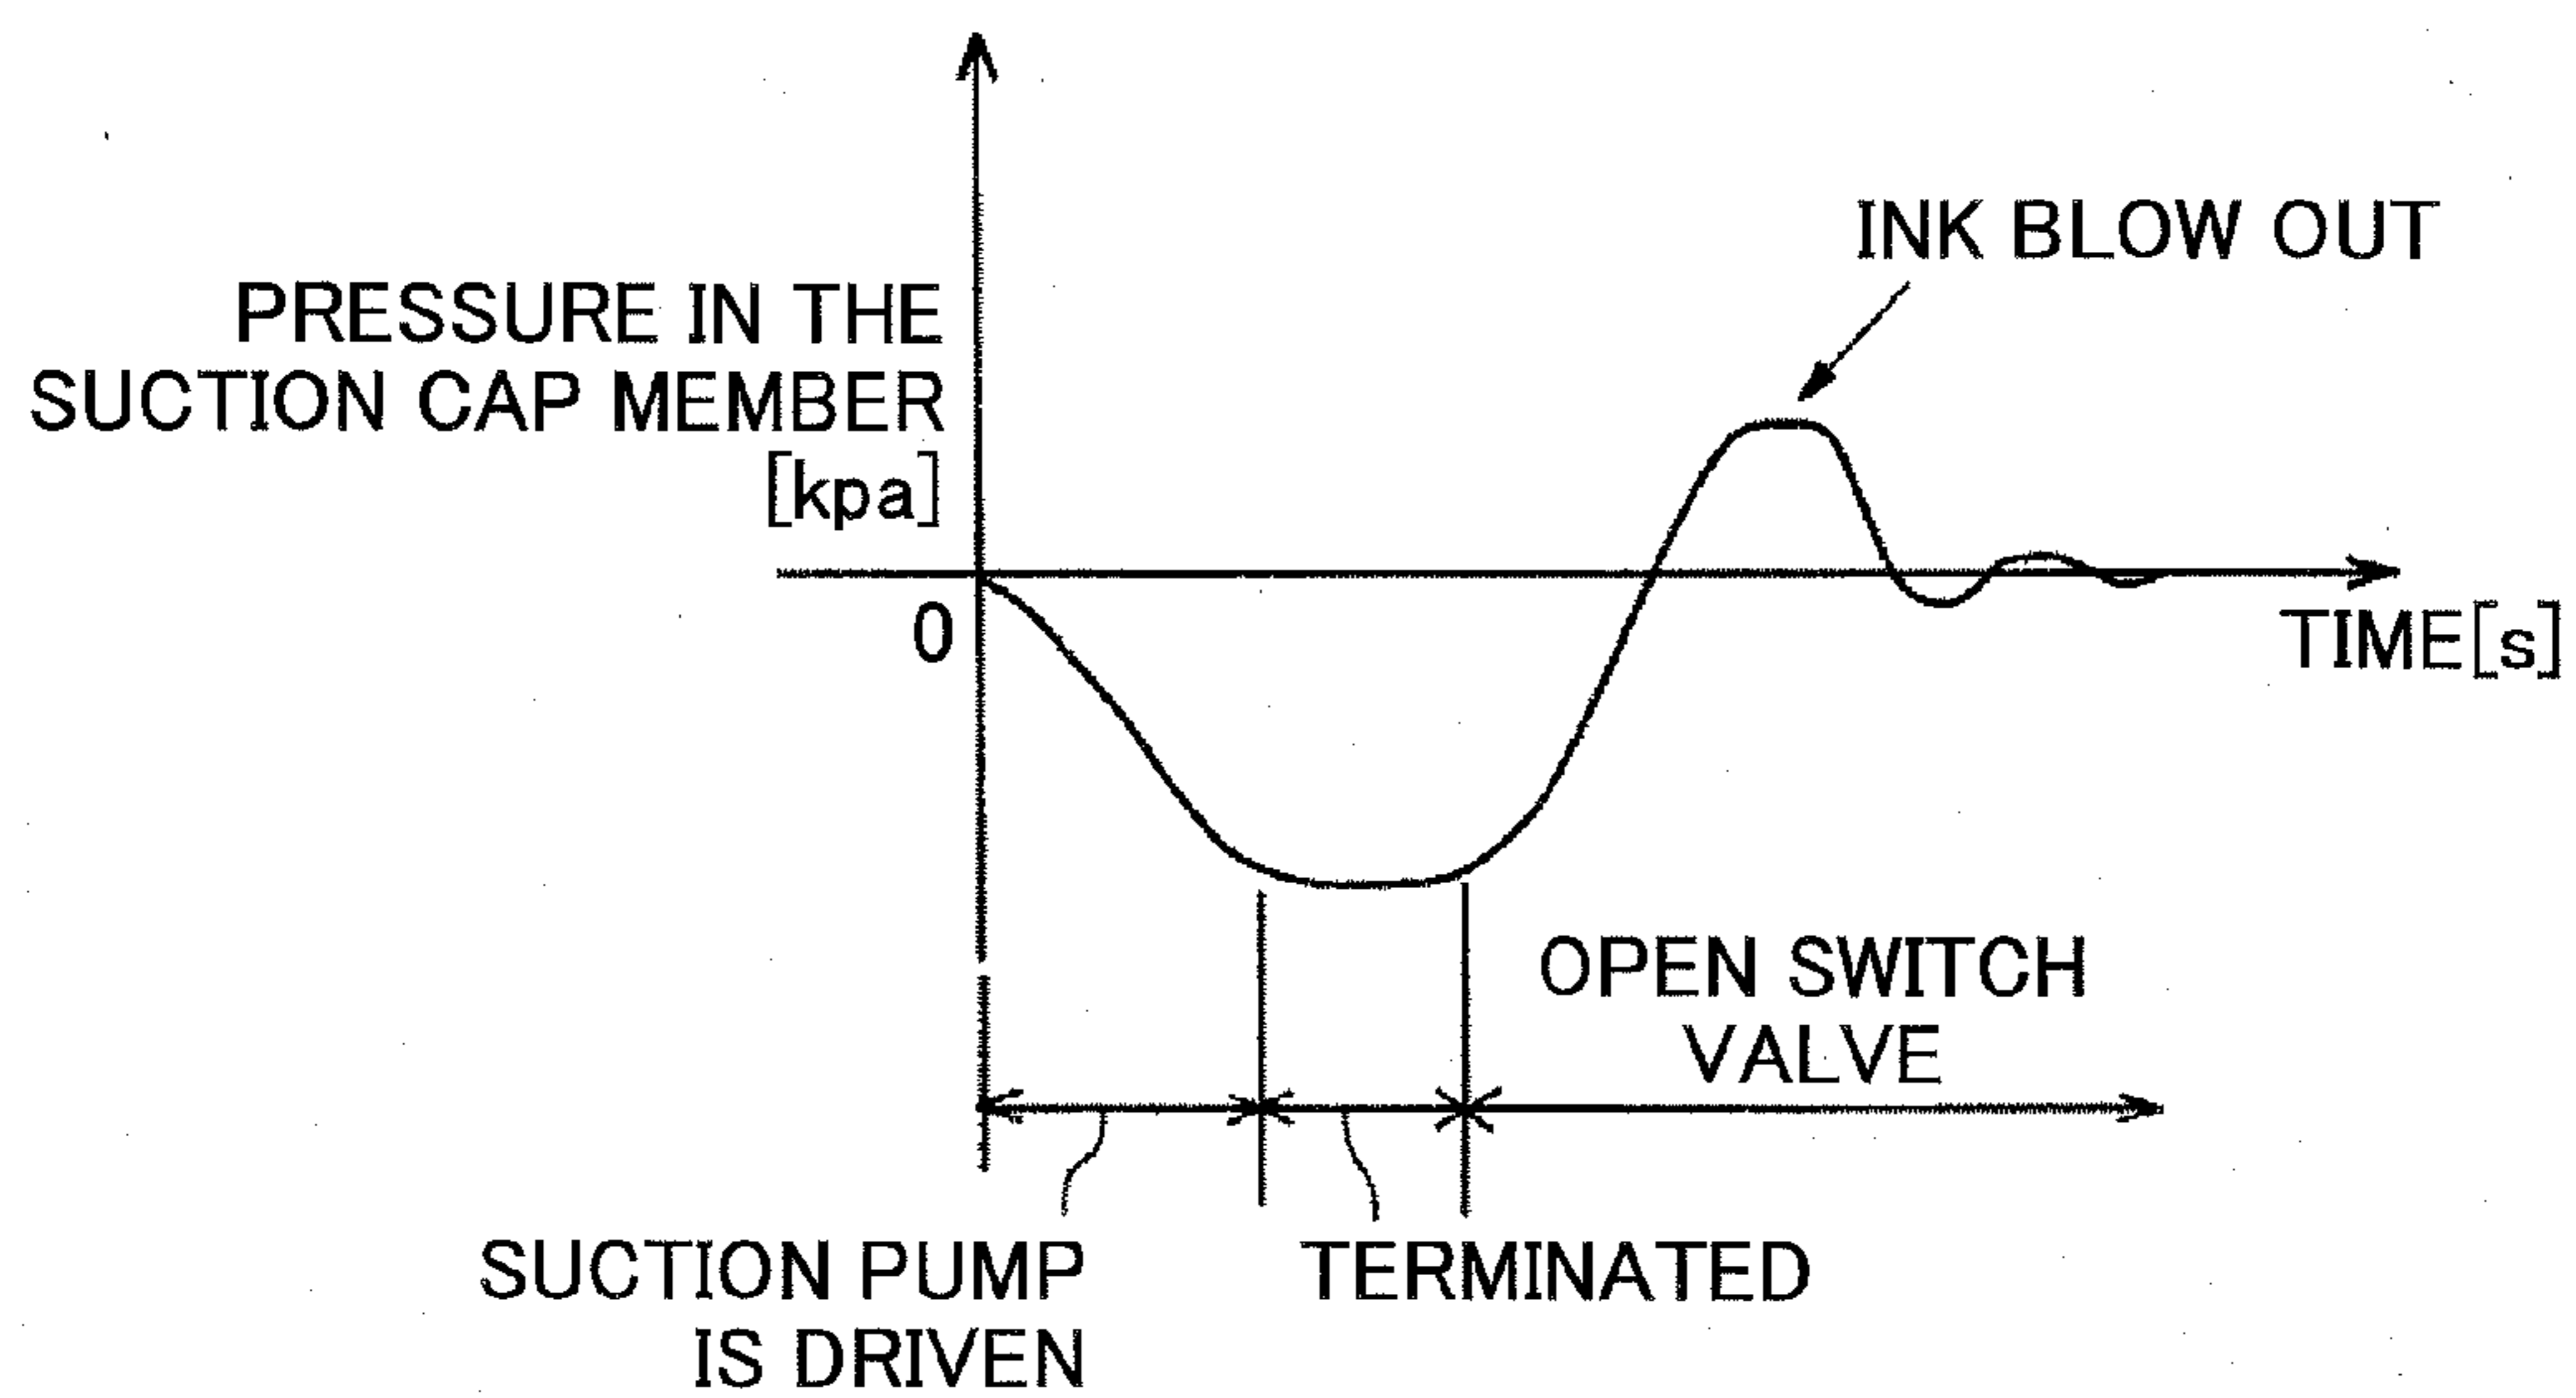 INK BLOW OUT
PRESSURE IN THE
SUCTION CAP MEMBER
[kpa]
0
TIME[s]
OPEN SWITCH
VALVE
SUCTION PUMP
IS DRIVEN
TERMINATED